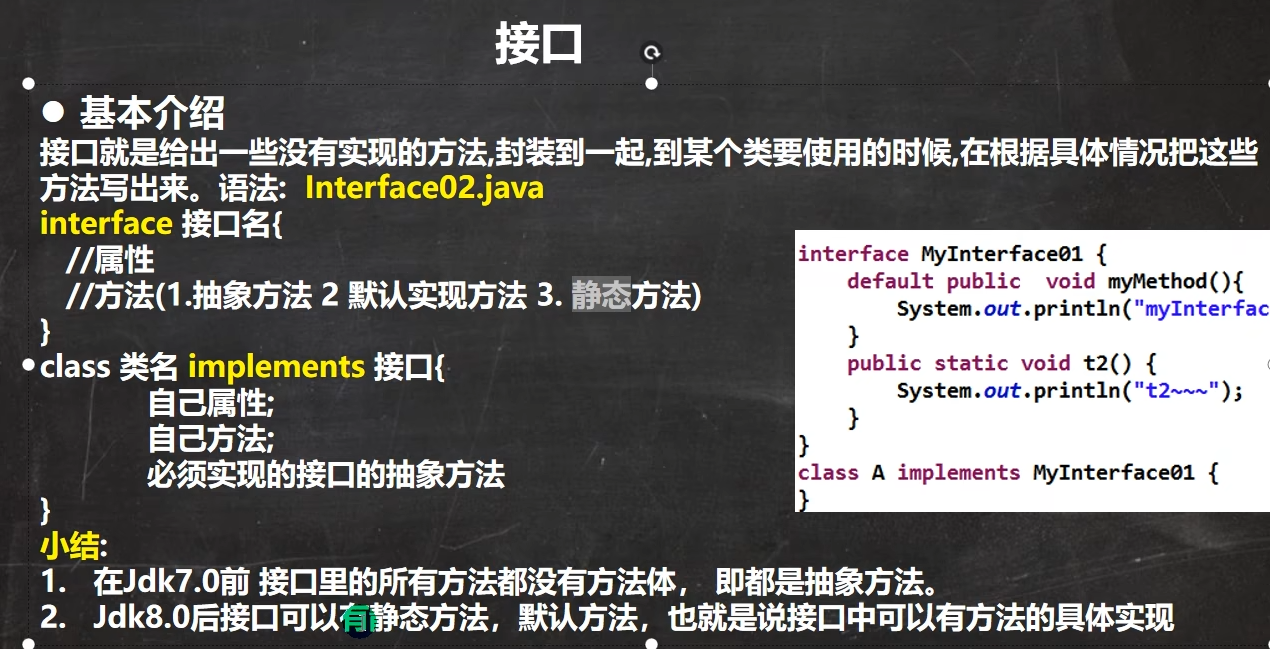 接口
● 基本介绍
接口就是给出一些没有实现的方法,封装到一起,到某个类要使用的时候,在根据具体情况把这些
方法写出来。语法: Interface02.java
interface 接口名{
//属性
//方法(1.抽象方法 2 默认实现方法 3. 静态方法)
}
class 类名 implements 接口{
自己属性;
自己方法;
必须实现的接口的抽象方法
}
小结:
1. 在Jdk7.0前 接口里的所有方法都没有方法体， 即都是抽象方法。
2. Jdk8.0后接口可以有静态方法，默认方法，也就是说接口中可以有方法的具体实现
interface MyInterface01 {
default public void myMethod(){
System.out.println("myInterfac
}
public static void t2() {
System.out.println("t2~~~");
}
}
class A implements MyInterface01 {
}